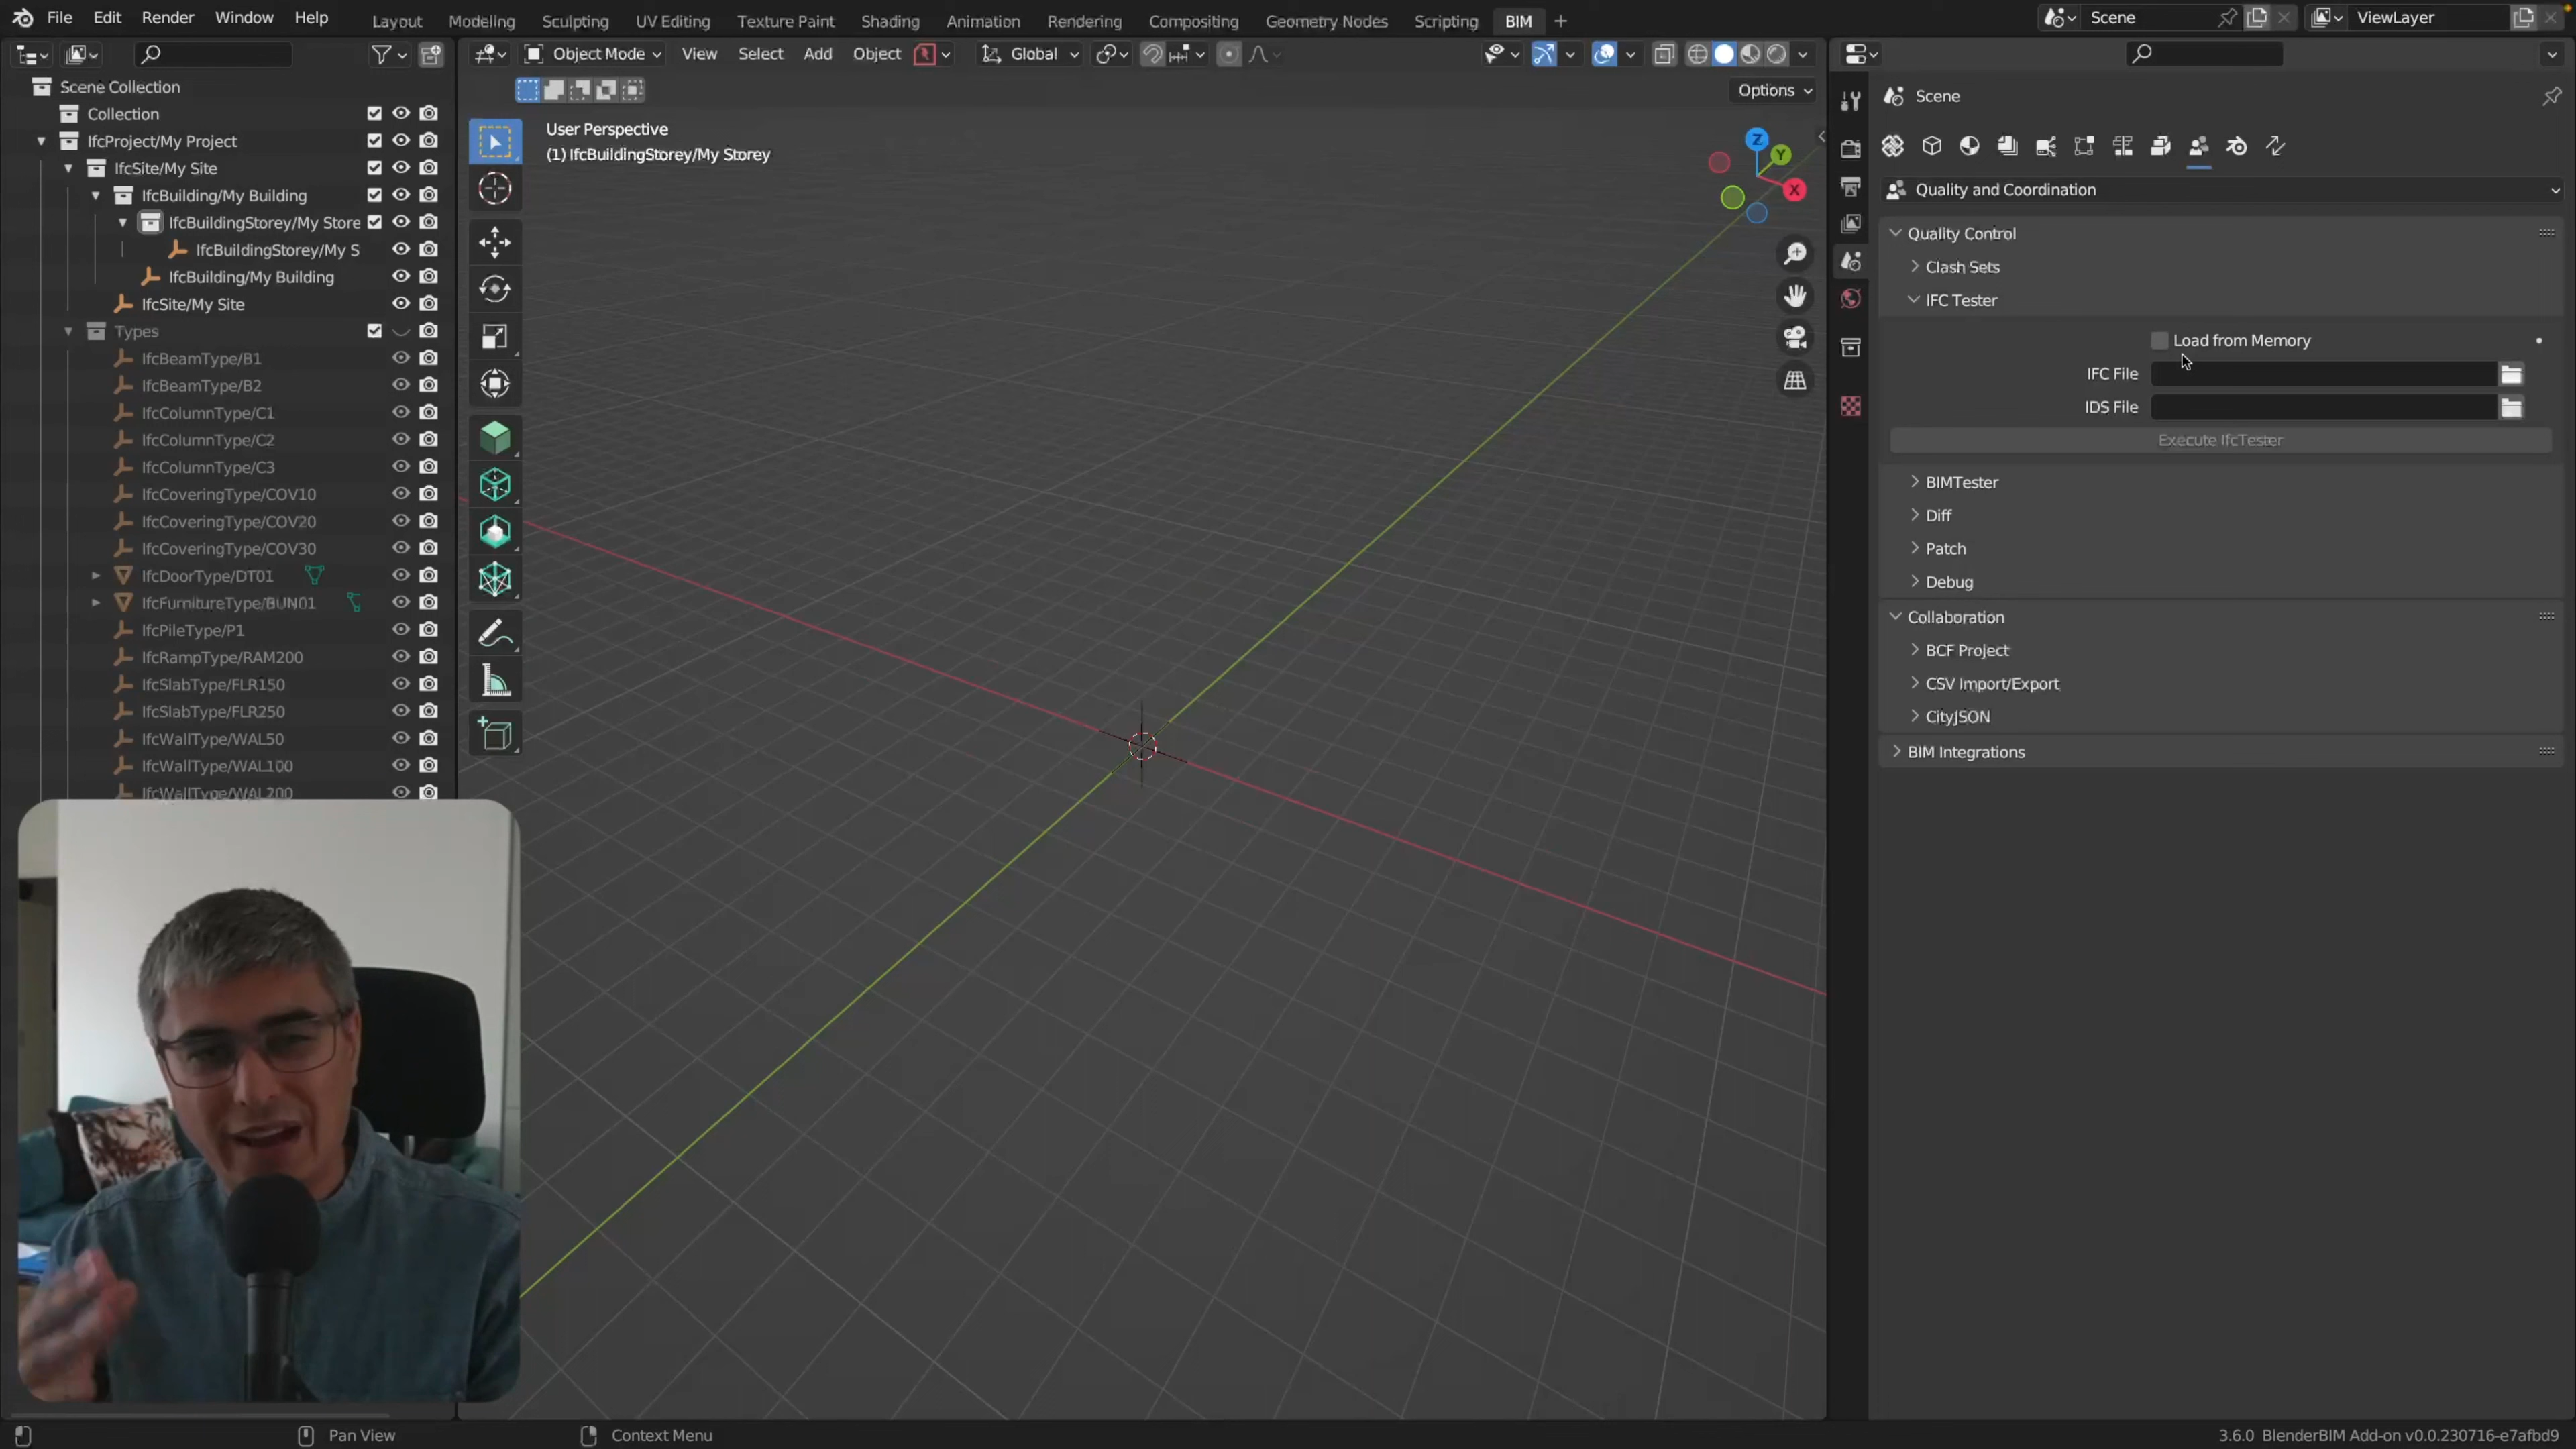 File Edit Render Window Help
Layout Modeling Sculpting UV Editing Texture Paint Shading Animation Rendering Compositing Geometry Nodes Scripting BIM
Scene
ViewLayer
Object Mode View Select Add Object Global
Options
Scene Collection
Collection
IfcProject/My Project
IfcSite/My Site
IfcBuilding/My Building
IfcBuildingStorey/My Store
IfcBuildingStorey/My S
IfcBuilding/My Building
IfcSite/My Site
Types
IfcBeamType/B1
IfcBeamType/B2
IfcColumnType/C1
IfcColumnType/C2
IfcColumnType/C3
IfcCoveringType/COV10
IfcCoveringType/COV20
IfcCoveringType/COV30
IfcDoorType/DT01
IfcFurnitureType/BUN01
IfcPileType/P1
IfcRampType/RAM200
IfcSlabType/FLR150
IfcSlabType/FLR250
IfcWallType/WAL50
IfcWallType/WAL100
IfcWallType/WAL200
User Perspective
(1) IfcBuildingStorey/My Storey
Z
Y
X
Scene
Quality and Coordination
Quality Control
Clash Sets
IFC Tester
Load from Memory
IFC File
IDS File
Execute IfcTester
BIMTester
Diff
Patch
Debug
Collaboration
BCF Project
CSV Import/Export
CityJSON
BIM Integrations
Pan View
Context Menu
3.6.0 BlenderBIM Add-on v0.0.230716-e7afbd9